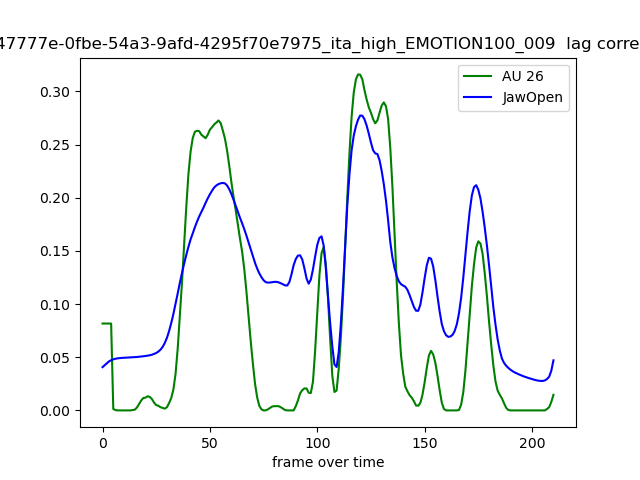 47777e-0fbe-54a3-9afd-4295f70e7975_ita_high_EMOTION100_009 lag corre
AU 26
JawOpen
0.30
0.25
0.20
0.15
0.10
0.05
0.00
0 50 100 150 200
frame over time